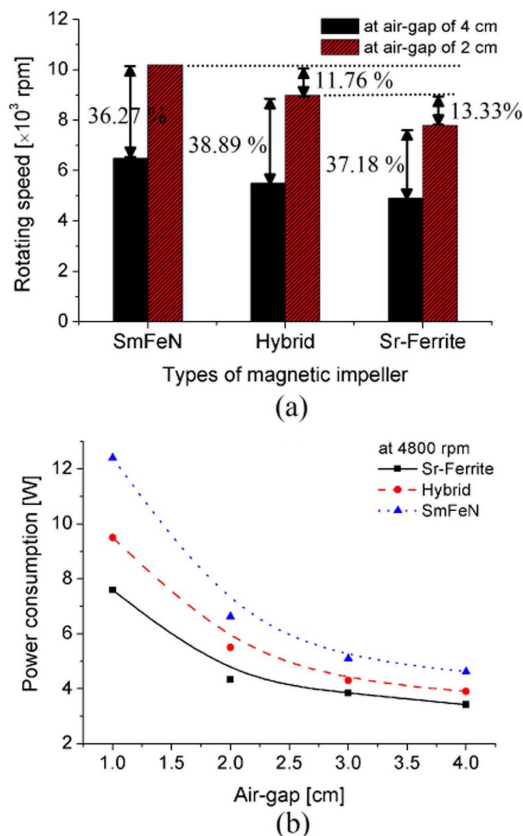 at air-gap of 4 cm
at air-gap of 2 cm
Rotating speed [×10³ rpm]
12
10
8
6
4
2
0
36.27 %
38.89 %
11.76 %
37.18 %
13.33%
SmFeN
Hybrid
Sr-Ferrite
Types of magnetic impeller
(a)
at 4800 rpm
Sr-Ferrite
Hybrid
SmFeN
Power consumption [W]
12
10
8
6
4
2
1.0
1.5
2.0
2.5
3.0
3.5
4.0
Air-gap [cm]
(b)